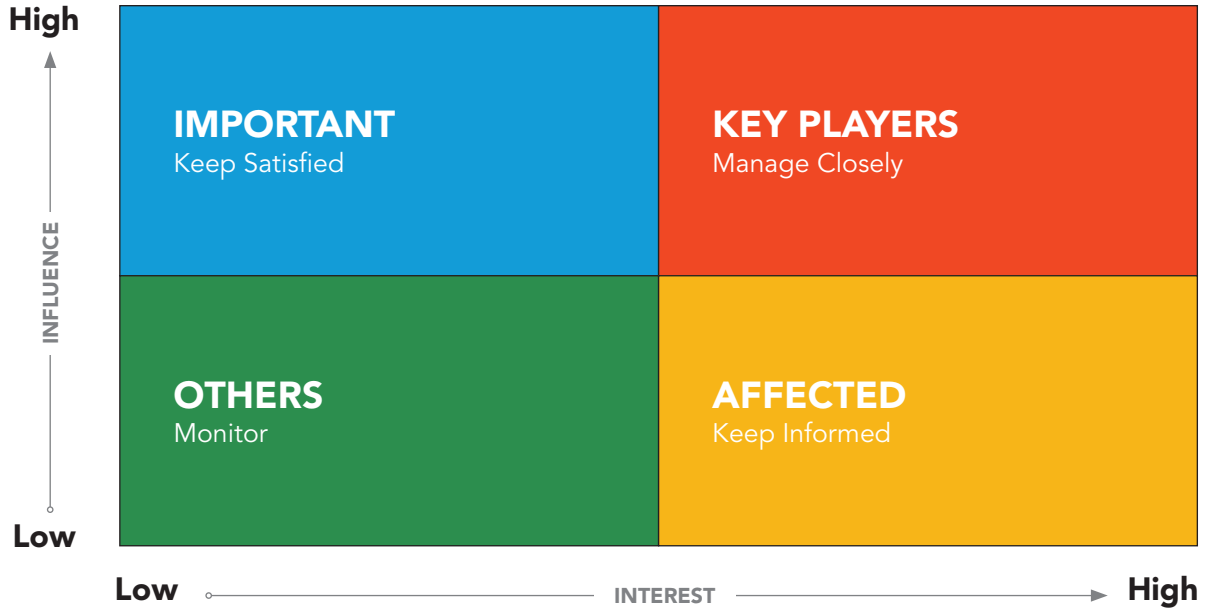 High
IMPORTANT
Keep Satisfied
KEY PLAYERS
Manage Closely
INFLUENCE
OTHERS
Monitor
AFFECTED
Keep Informed
Low
Low
INTEREST
High